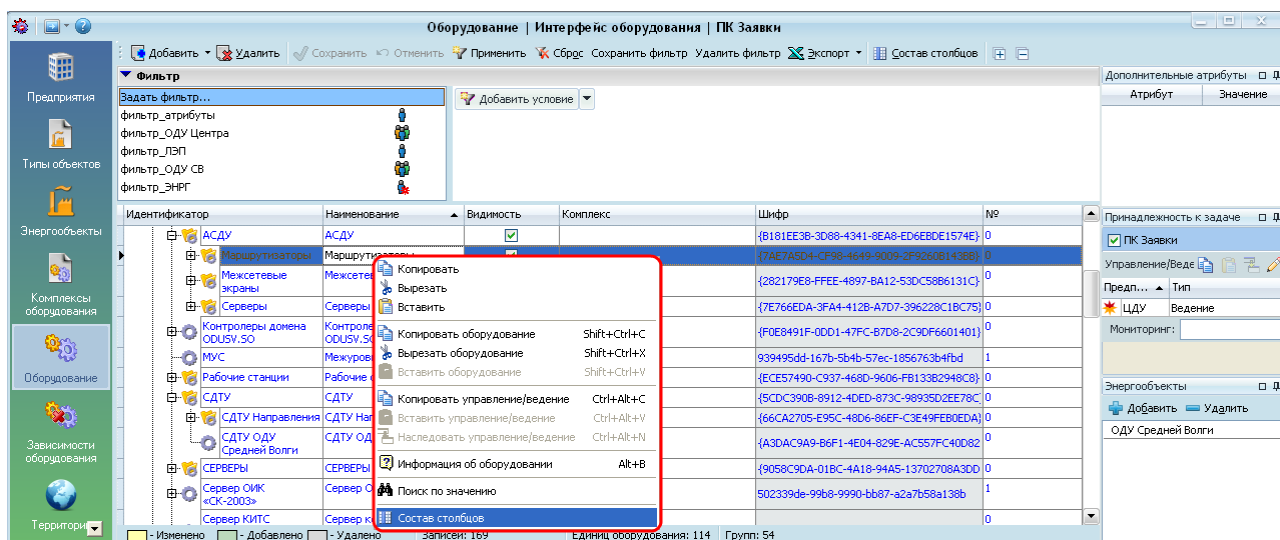 Оборудование | Интерфейс оборудования | ПК Заявки
Добавить Удалить Сохранить Отменить Применить Сброс Сохранить фильтр Удалить фильтр Экспорт Состав столбцов
Предприятия
Типы объектов
Энергообъекты
Комплексы оборудования
Оборудование
Зависимости оборудования
Фильтр
Задать фильтр...
фильтр_атрибуты
фильтр_ОДУ Центра
фильтр_ЛЭП
фильтр_ОДУ СВ
фильтр_ЭНРГ
Добавить условие
Идентификатор Наименование Видимость Комплекс Шифр №
АСДУ АСДУ {B181EE3B-3D88-4341-8EA8-ED6EBDE1574E} 0
Маршрутизаторы Маршрутизаторы {7AE7A5D4-CF98-4649-9009-2F9260B143BB} 0
Межсетевые экраны {282179E8-FFEE-4897-BA12-53DC58B6131C} 0
Серверы Серверы {7E766EDA-3FA4-412B-A7D7-396228C1BC75} 0
Контролеры домена ODUSV.SO {F0E8491F-0DD1-47FC-B7D8-2C9DF6601401} 0
МУС 939495dd-167b-5b4b-57ec-1856763b4fbd 1
Рабочие станции {ECE57490-C937-468D-9606-FB133B2948C8} 0
СДТУ СДТУ {5CDC390B-8912-4DED-873C-98935D2EE78C} 0
СДТУ Направления {66CA2705-E95C-48D6-86EF-C3E49FEB0EDA} 0
СДТУ ОДУ Средней Волги {A3DAC9A9-B6F1-4E04-829E-AC557FC40D82 0
СЕРВЕРЫ СЕРВЕРЫ {9058C9DA-01BC-4A18-94A5-13702708A3DD 0
Сервер ОИК «СК-2003» 502339de-99b8-9990-bb87-a2a7b58a138b 1
Сервер КИТС 0
Копировать
Вырезать
Вставить
Копировать оборудование Shift+Ctrl+C
Вырезать оборудование Shift+Ctrl+X
Вставить оборудование Shift+Ctrl+V
Копировать управление/ведение Ctrl+Alt+C
Вставить управление/ведение Ctrl+Alt+V
Наследовать управление/ведение Ctrl+Alt+N
Информация об оборудовании Alt+B
Поиск по значению
Состав столбцов
- Изменено - Добавлено - Удалено Записей: 169 Единиц оборудования: 114 Групп: 54
Дополнительные атрибуты
Атрибут Значение
Принадлежность к задаче
ПК Заявки
Управление/Веде
Предп... Тип
ЦДУ Ведение
Мониторинг:
Энергообъекты
Добавить Удалить
ОДУ Средней Волги